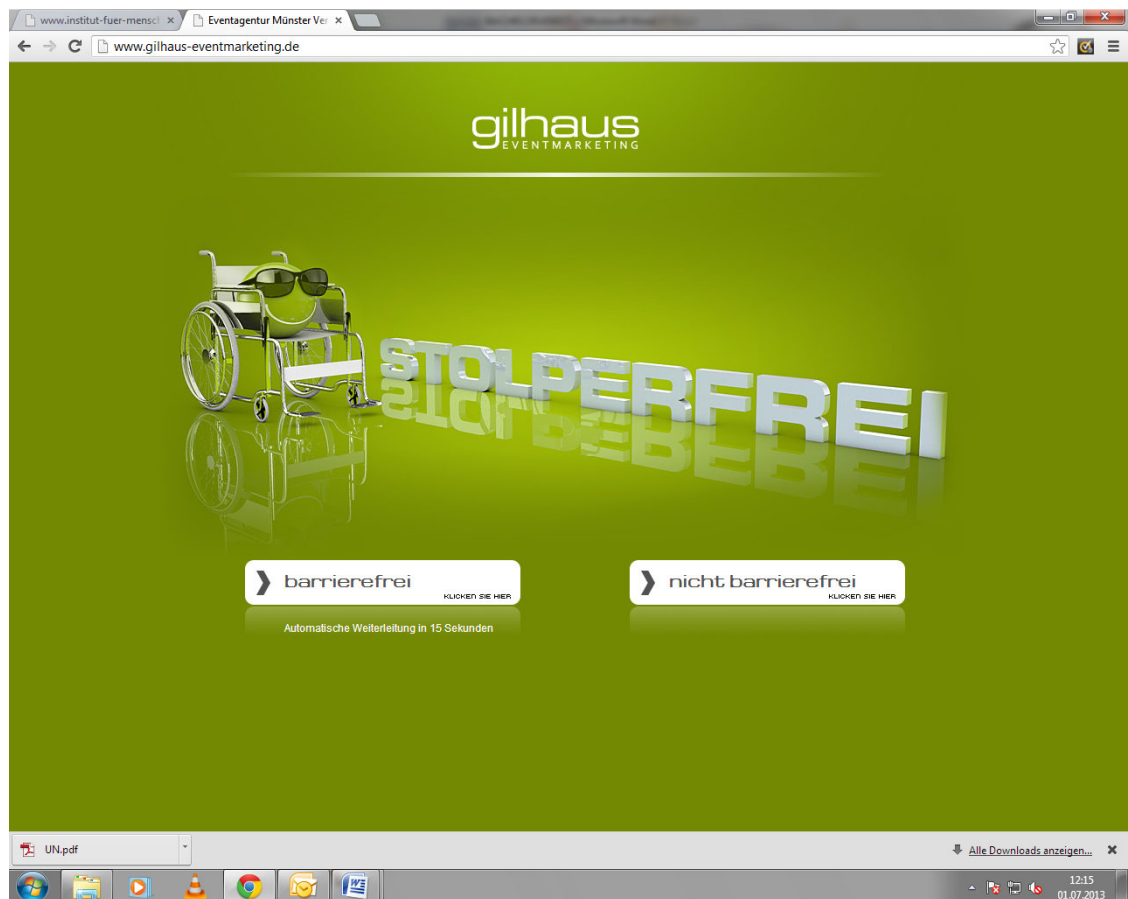 www.institut-fuer-mensch
Eventagentur Münster Ver
www.gilhaus-eventmarketing.de
gilhaus
EVENTMARKETING
STOLPERFREI
barrierefrei
KLICKEN SIE HIER
nicht barrierefrei
KLICKEN SIE HIER
Automatische Weiterleitung in 15 Sekunden
UN.pdf
Alle Downloads anzeigen...
12:15
01.07.2013